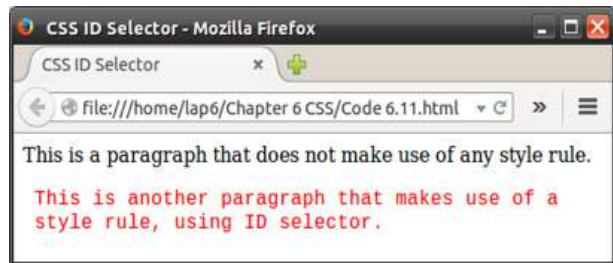 CSS ID Selector - Mozilla Firefox
CSS ID Selector
file:///home/lap6/Chapter 6 CSS/Code 6.11.html
This is a paragraph that does not make use of any style rule.
This is another paragraph that makes use of a
style rule, using ID selector.